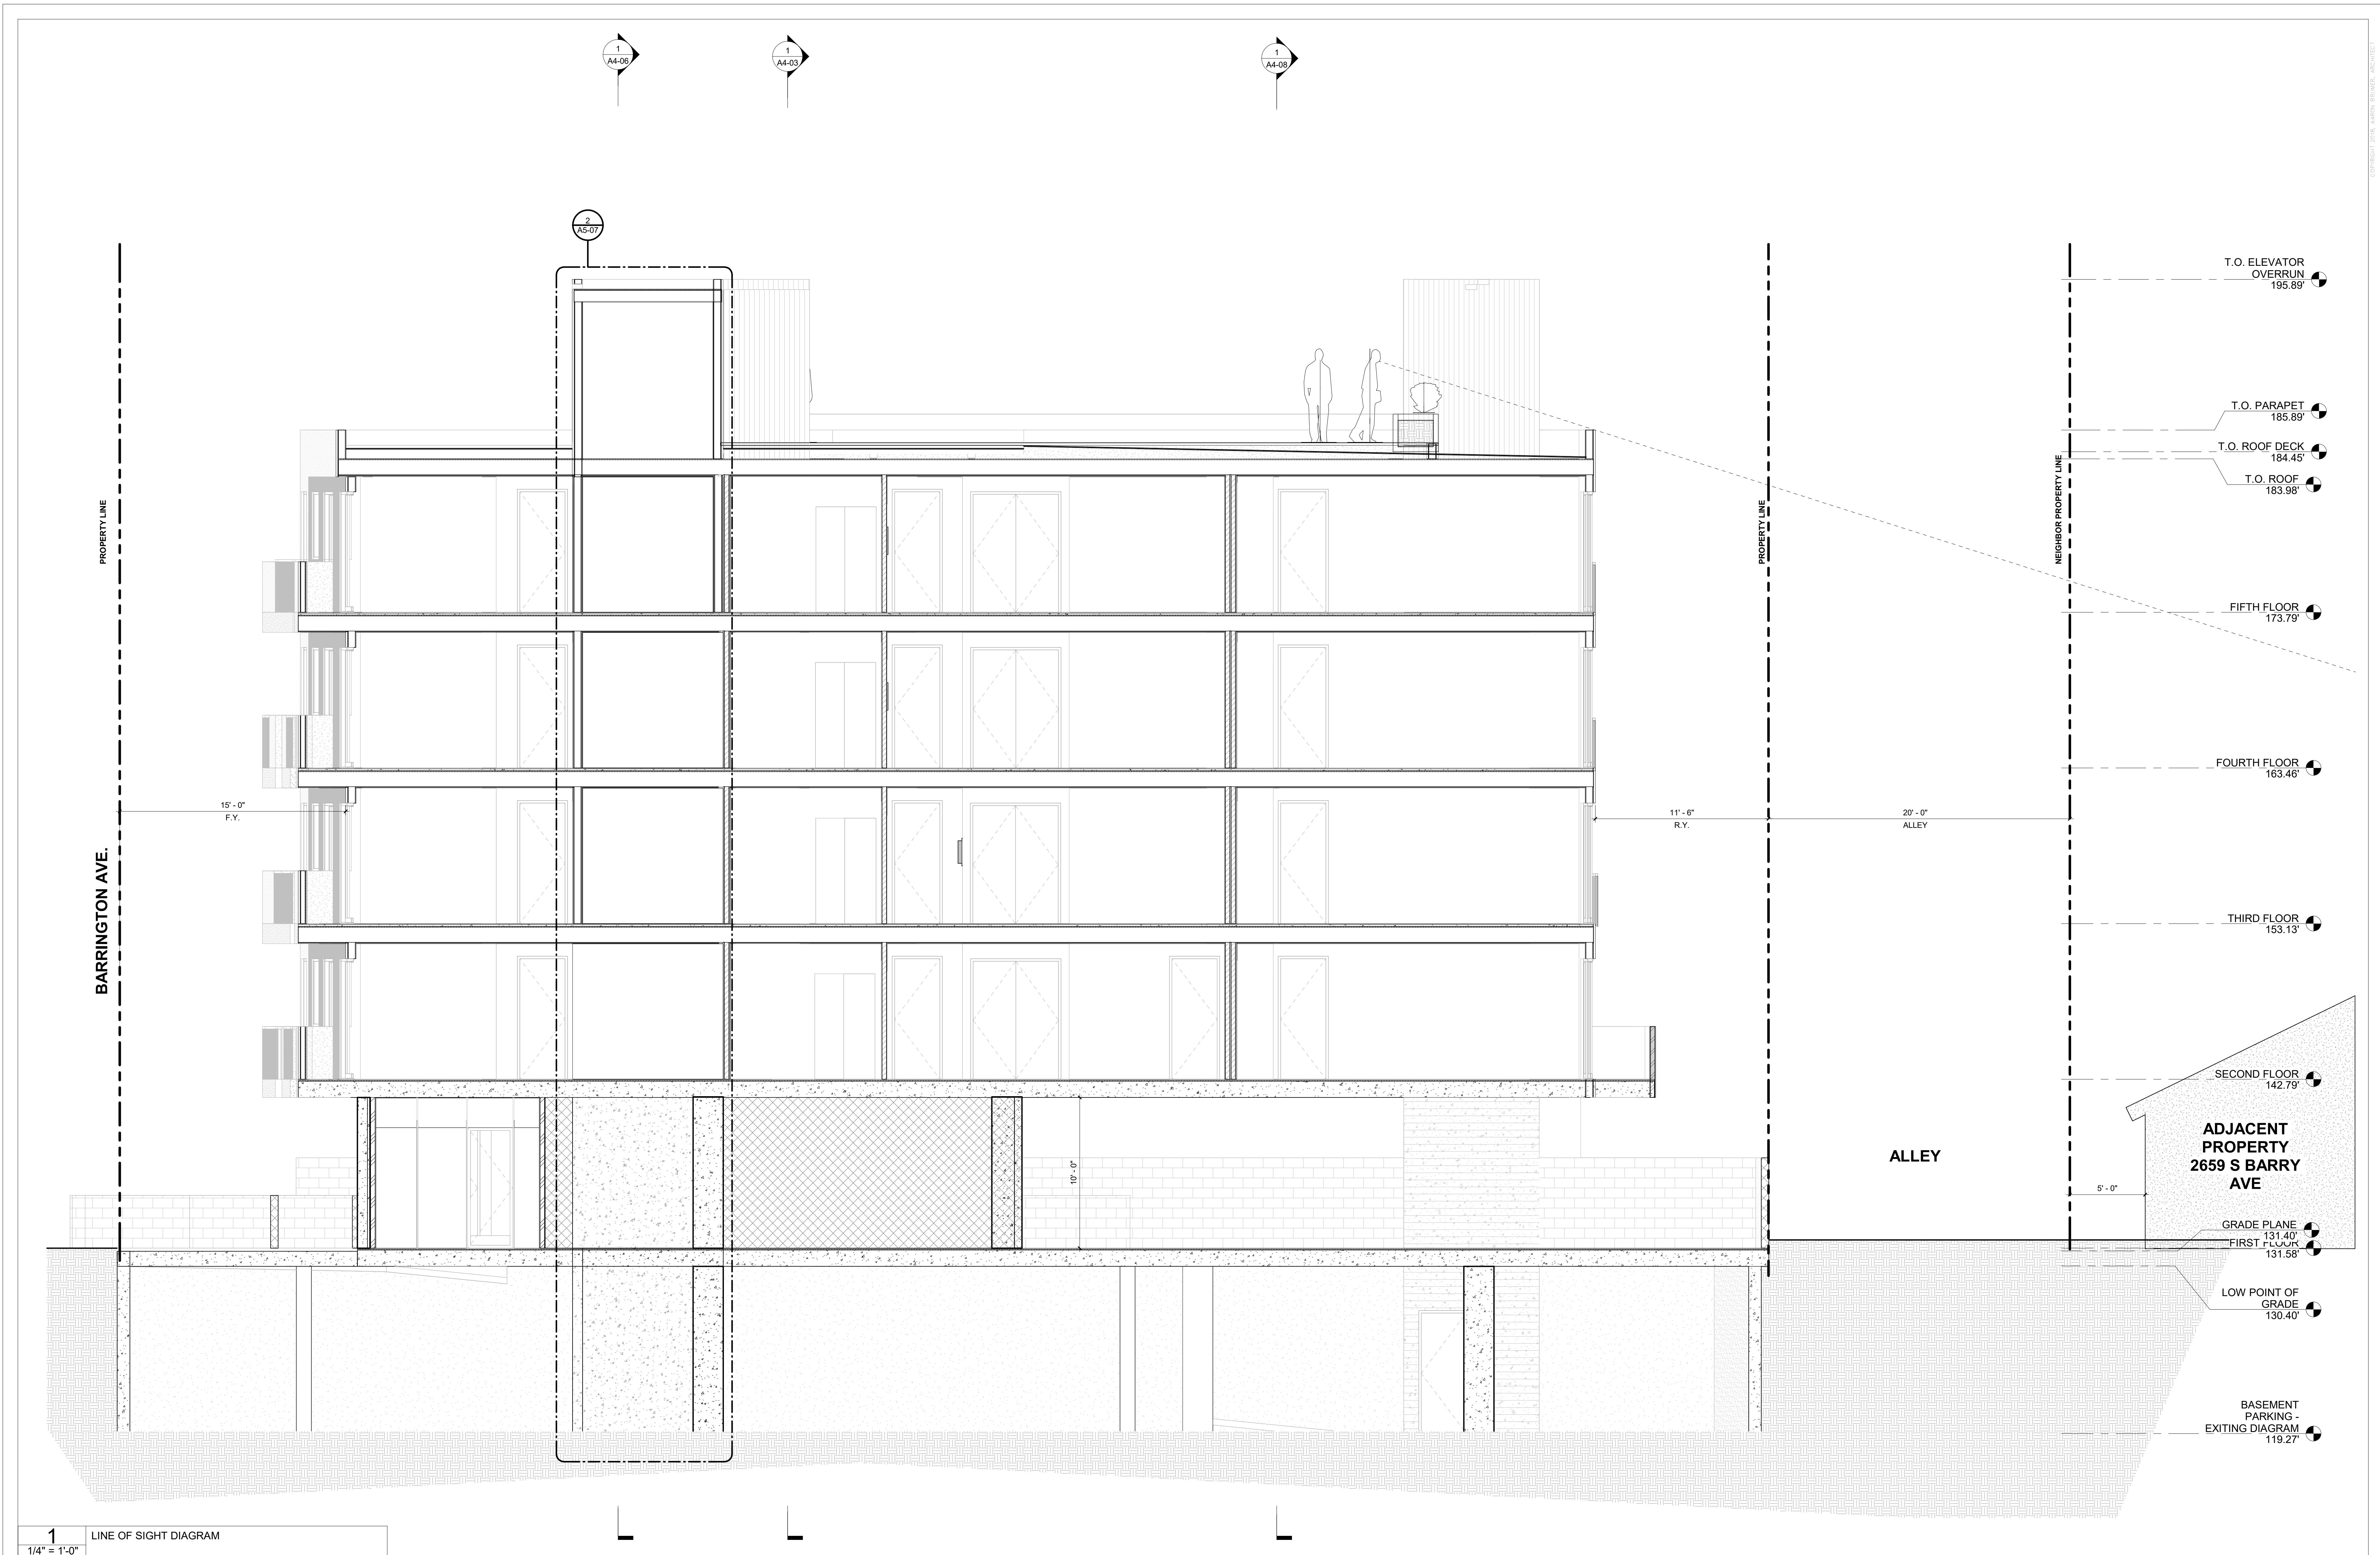 1
A4-06
1
A4-03
1
A4-08
COPYRIGHT 2018, AARON BRUMER, ARCHITECT
2
A5-07
T.O. ELEVATOR
OVERRUN
195.89'
T.O. PARAPET
185.89'
T.O. ROOF DECK
184.45'
T.O. ROOF
183.98'
PROPERTY LINE
PROPERTY LINE
NEIGHBOR PROPERTY LINE
FIFTH FLOOR
173.79'
FOURTH FLOOR
163.46'
15' - 0"
F.Y.
11' - 6"
R.Y.
20' - 0"
ALLEY
BARRINGTON AVE.
THIRD FLOOR
153.13'
SECOND FLOOR
142.79'
10' - 0"
ALLEY
ADJACENT
PROPERTY
2659 S BARRY
AVE
5' - 0"
GRADE PLANE
131.40'
FIRST FLOOR
131.58'
LOW POINT OF
GRADE
130.40'
BASEMENT
PARKING -
EXITING DIAGRAM
119.27'
1
LINE OF SIGHT DIAGRAM
1/4" = 1'-0"